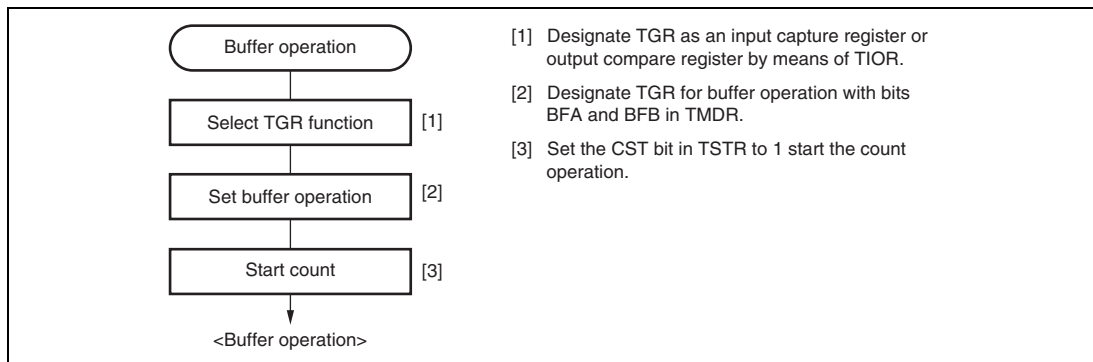 Buffer operation
Select TGR function
[1]
Set buffer operation
[2]
Start count
[3]
<Buffer operation>
[1] Designate TGR as an input capture register or
output compare register by means of TIOR.
[2] Designate TGR for buffer operation with bits
BFA and BFB in TMDR.
[3] Set the CST bit in TSTR to 1 start the count
operation.